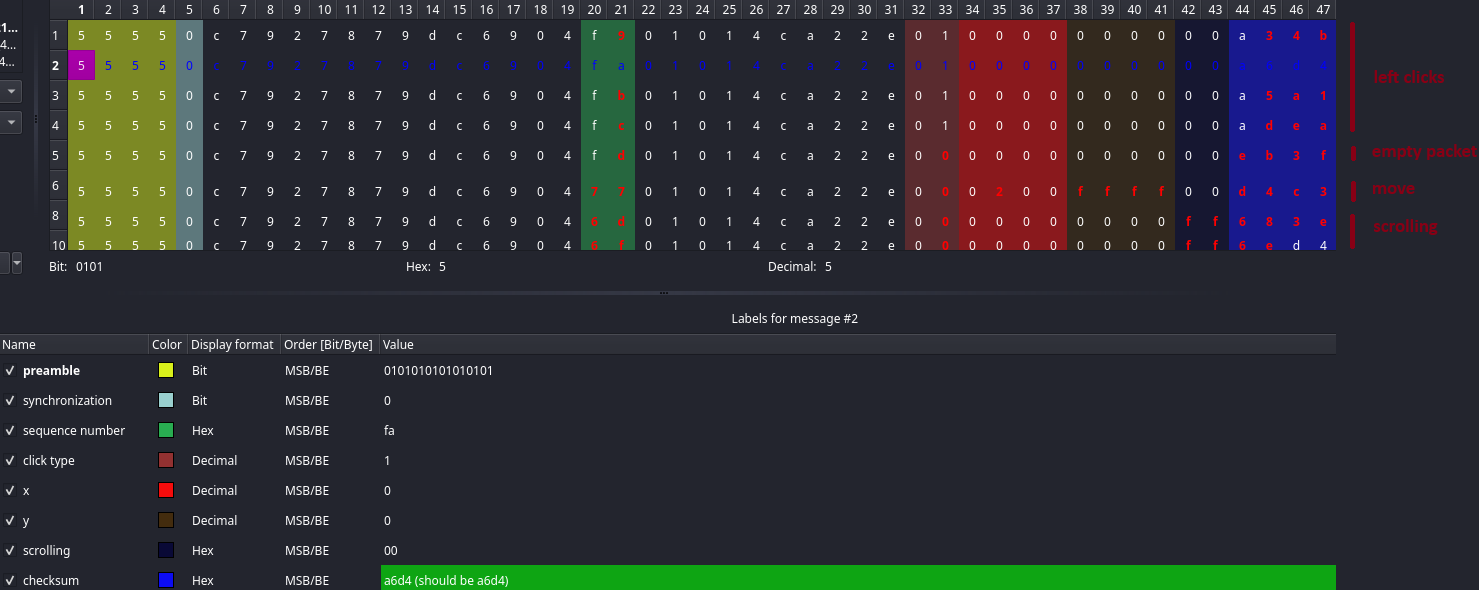 1 2 3 4 5 6 7 8 9 10 11 12 13 14 15 16 17 18 19 20 21 22 23 24 25 26 27 28 29 30 31 32 33 34 35 36 37 38 39 40 41 42 43 44 45 46 47
1 5 5 5 5 0 c 7 9 2 7 8 7 9 d c 6 9 0 4 f 0 1 0 1 4 c a 2 2 e 0 1 0 0 0 0 0 0 0 0 0 0 a 3 4 b
2 5 5 5 5 0 c 7 9 2 7 8 7 9 d c 6 9 0 4 f a 0 1 0 1 4 c a 2 2 e 0 1 0 0 0 0 0 0 0 0 0 0 a 6 d 4
3 5 5 5 5 0 c 7 9 2 7 8 7 9 d c 6 9 0 4 f b 0 1 0 1 4 c a 2 2 e 0 1 0 0 0 0 0 0 0 0 0 0 a 5 a 1
4 5 5 5 5 0 c 7 9 2 7 8 7 9 d c 6 9 0 4 f c 0 1 0 1 4 c a 2 2 e 0 1 0 0 0 0 0 0 0 0 0 0 a d e a
left clicks
5 5 5 5 5 0 c 7 9 2 7 8 7 9 d c 6 9 0 4 f d 0 1 0 1 4 c a 2 2 e 0 0 0 0 0 0 0 0 0 0 0 0 e b 3 f
empty packet
6 5 5 5 5 0 c 7 9 2 7 8 7 9 d c 6 9 0 4 7 7 0 1 0 1 4 c a 2 2 e 0 0 0 2 0 0 f f f f 0 0 d 4 c 3
move
8 5 5 5 5 0 c 7 9 2 7 8 7 9 d c 6 9 0 4 6 d 0 1 0 1 4 c a 2 2 e 0 0 0 0 0 0 0 0 0 0 f f 6 8 3 e
scrolling
10 5 5 5 5 0 c 7 9 2 7 8 7 9 d c 6 9 0 4 6 f 0 1 0 1 4 c a 2 2 e 0 0 0 0 0 0 0 0 0 0 f f 6 e d 4
Bit: 0101 Hex: 5 Decimal: 5
Labels for message #2
Name Color Display format Order [Bit/Byte] Value
preamble Bit MSB/BE 0101010101010101
synchronization Bit MSB/BE 0
sequence number Hex MSB/BE fa
click type Decimal MSB/BE 1
x Decimal MSB/BE 0
y Decimal MSB/BE 0
scrolling Hex MSB/BE 00
checksum Hex MSB/BE a6d4 (should be a6d4)